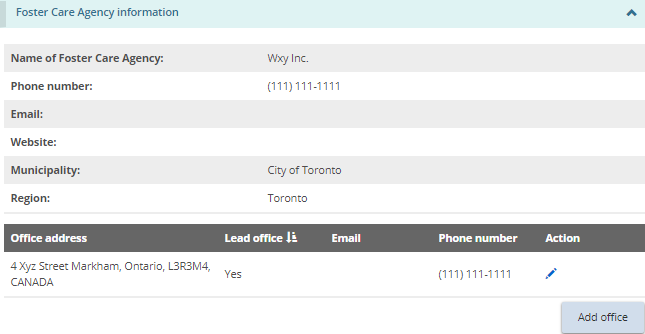 Foster Care Agency information
Name of Foster Care Agency: Wxy Inc.
Phone number: (111) 111-1111
Email:
Website:
Municipality: City of Toronto
Region: Toronto
Office address Lead office Email Phone number Action
4 Xyz Street Markham, Ontario, L3R3M4,
CANADA
Yes (111) 111-1111
Add office